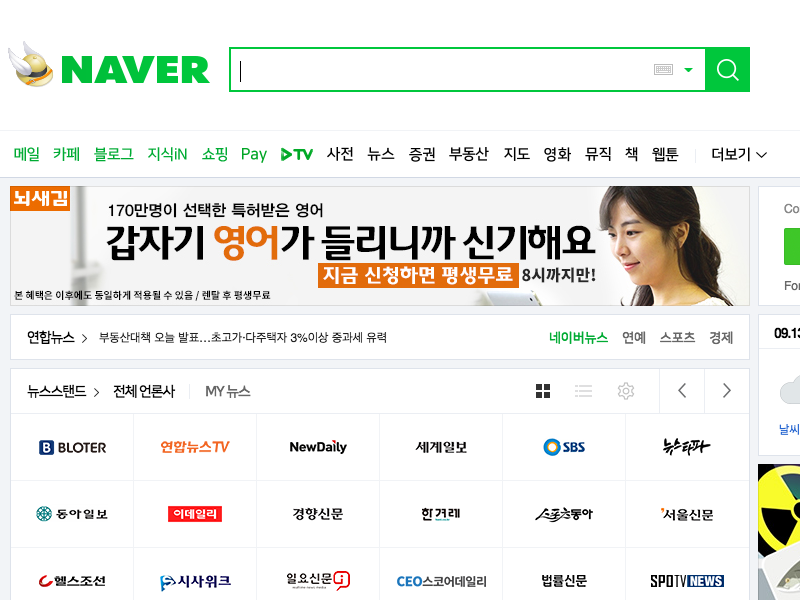 NAVER
메일 카페 블로그 지식iN 쇼핑 Pay TV 사전 뉴스 증권 부동산 지도 영화 뮤직 책 웹툰 더보기
뇌새김
170만명이 선택한 특허받은 영어
갑자기 영어가 들리니까 신기해요
지금 신청하면 평생무료 8시까지만!
본 혜택은 이후에도 동일하게 적용될 수 있음 / 렌탈 후 평생무료
Co
For
연합뉴스 부동산대책 오늘 발표…초고가·다주택자 3%이상 중과세 유력 네이버뉴스 연예 스포츠 경제
09.13
뉴스스탠드 전체 언론사 MY 뉴스
날씨
B BLOTER 연합뉴스TV NewDaily 세계일보 SBS 뉴스타파
동아일보 이데일리 경향신문 한겨레 스포츠동아 서울신문
헬스조선 시사위크 일요신문 CEO스코어데일리 법률신문 SPOTV NEWS